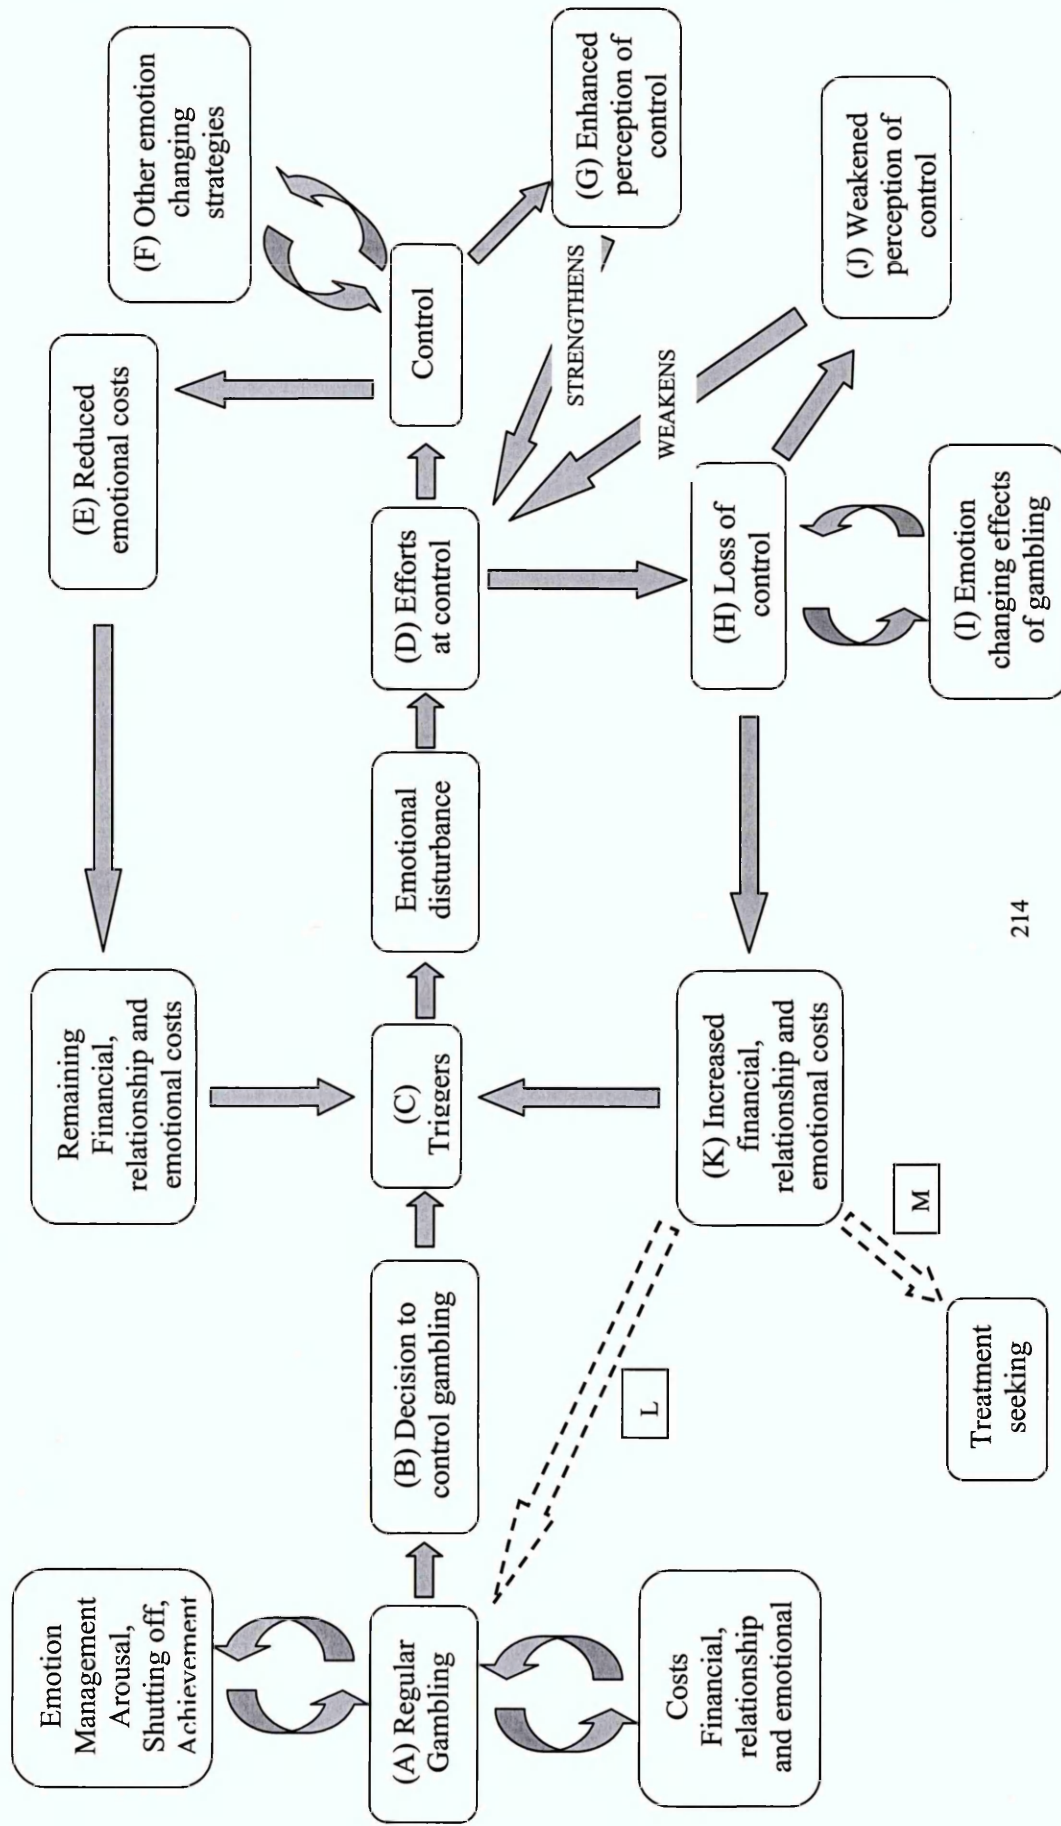 Emotion
Management
Arousal,
Shutting off,
Achievement
(A) Regular
Gambling
Costs
Financial,
relationship
and emotional
(B) Decision to
control gambling
(C)
Triggers
Emotional
disturbance
(D) Efforts
at control
Control
(E) Reduced
emotional costs
Remaining
Financial,
relationship and
emotional costs
(F) Other emotion
changing
strategies
(G) Enhanced
perception of
control
STRENGTHENS
WEAKENS
(H) Loss of
control
(I) Emotion
changing effects
of gambling
(J) Weakened
perception of
control
(K) Increased
financial,
relationship and
emotional costs
L
M
Treatment
seeking
214